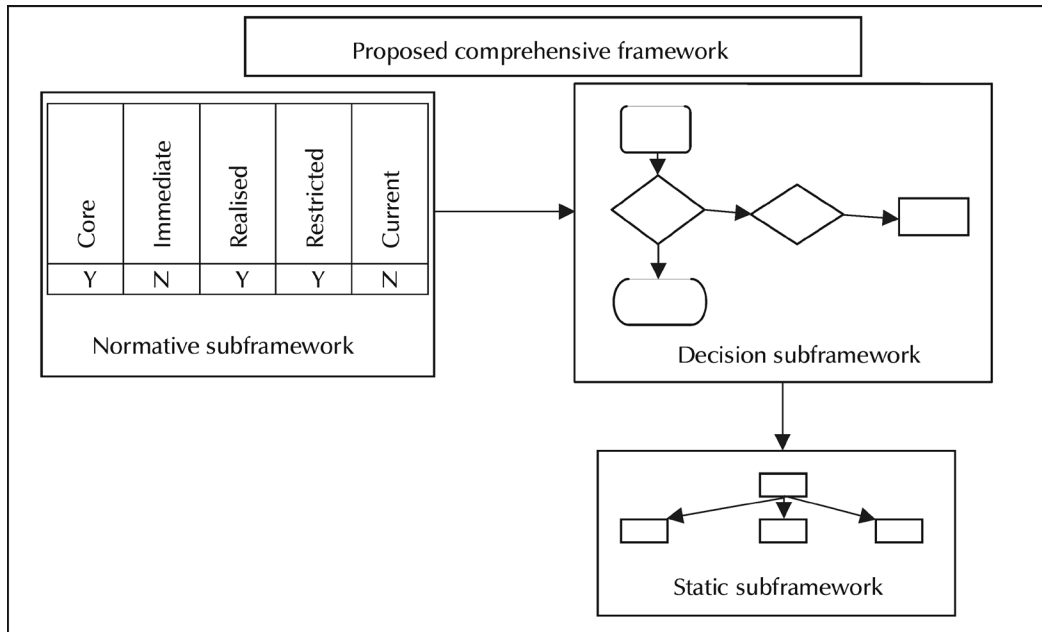 Proposed comprehensive framework
Core
Immediate
Realised
Restricted
Current
Y N Y Y N
Normative subframework
Decision subframework
Static subframework